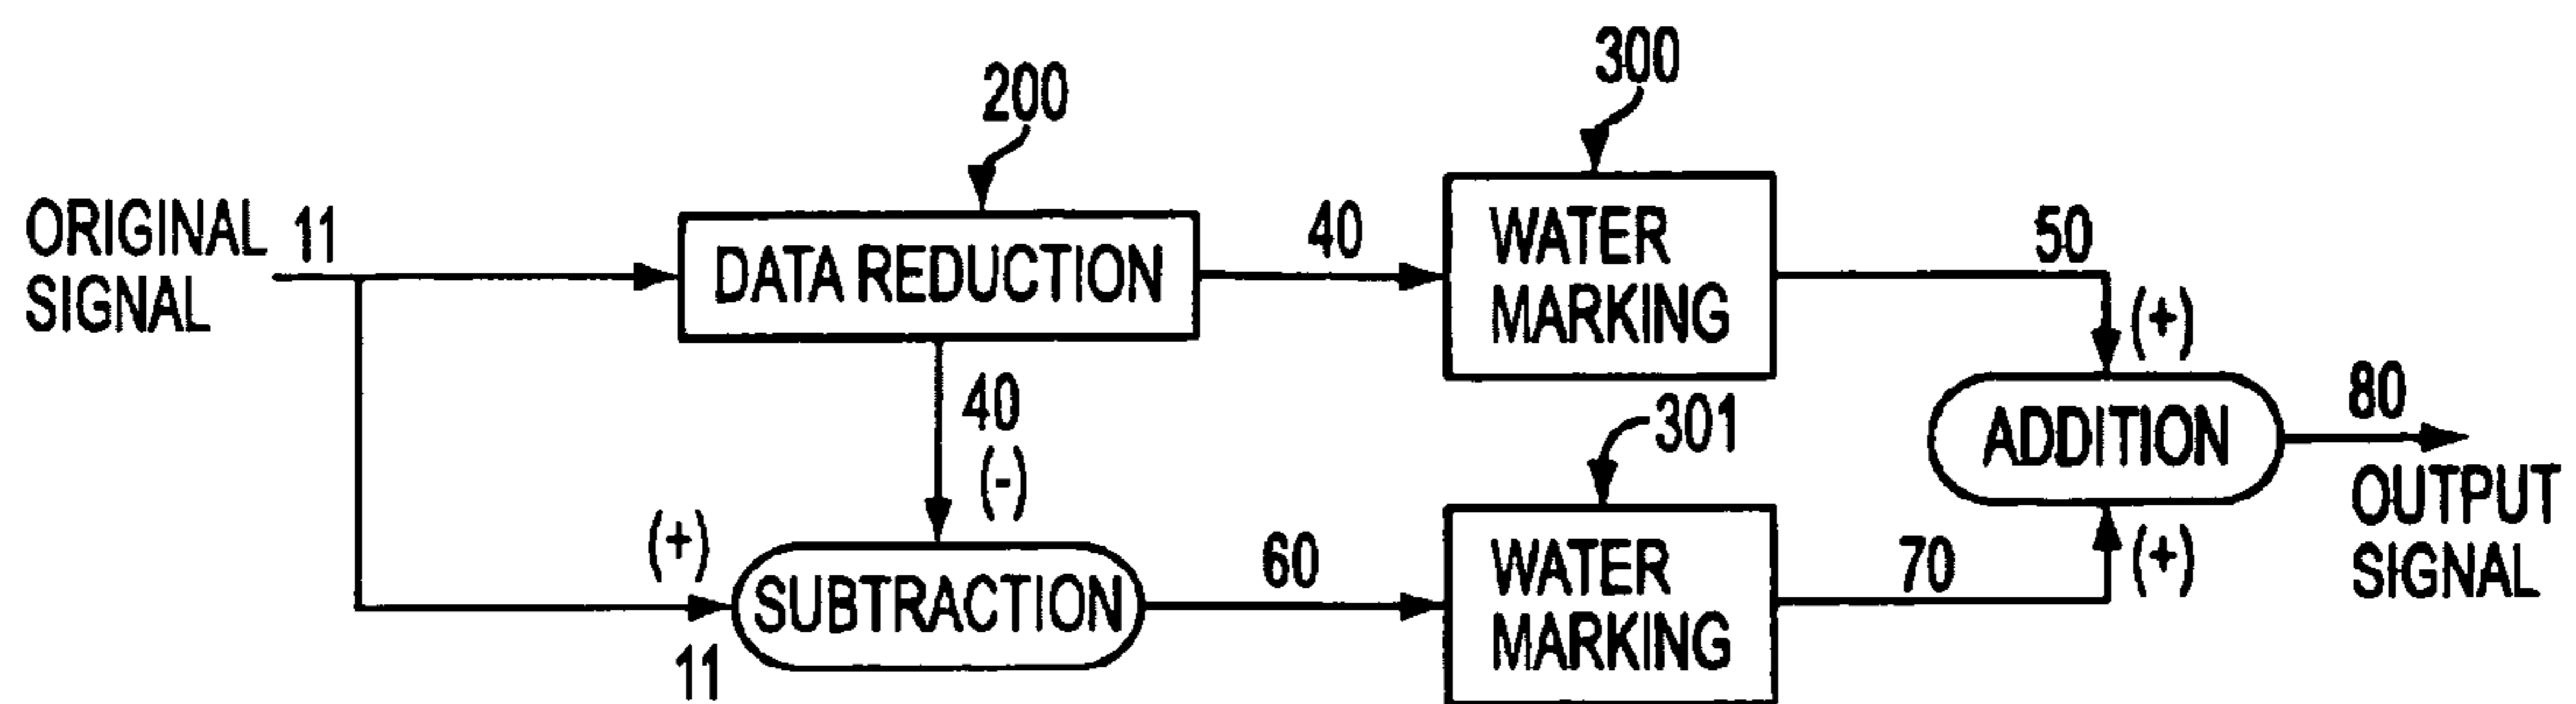 300
200
ORIGINAL
SIGNAL
11
DATA REDUCTION
40
WATER
MARKING
50
(+)
40
(-)
301
ADDITION
80
OUTPUT
SIGNAL
(+)
SUBTRACTION
11
60
WATER
MARKING
70
(+)